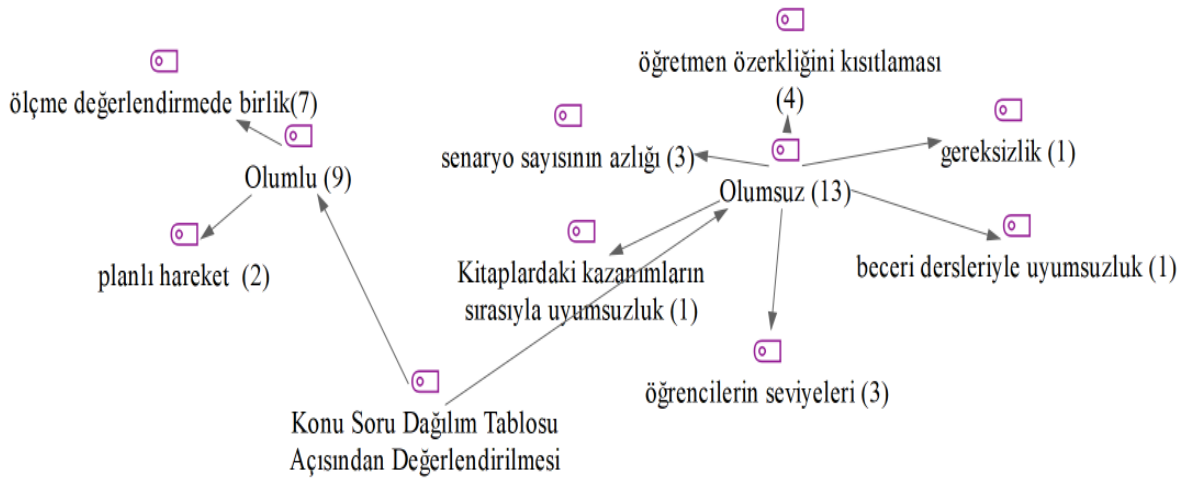 öğretmen özerkliğini kısıtlaması
(4)
ölçme değerlendirmede birlik(7)
senaryo sayısının azlığı (3)
gereksizlik (1)
Olumlu (9)
Olumsuz (13)
planlı hareket (2)
Kitaplardaki kazanımların
sırasıyla uyumsuzluk (1)
beceri dersleriyle uyumsuzluk (1)
öğrencilerin seviyeleri (3)
Konu Soru Dağılım Tablosu
Açısından Değerlendirilmesi